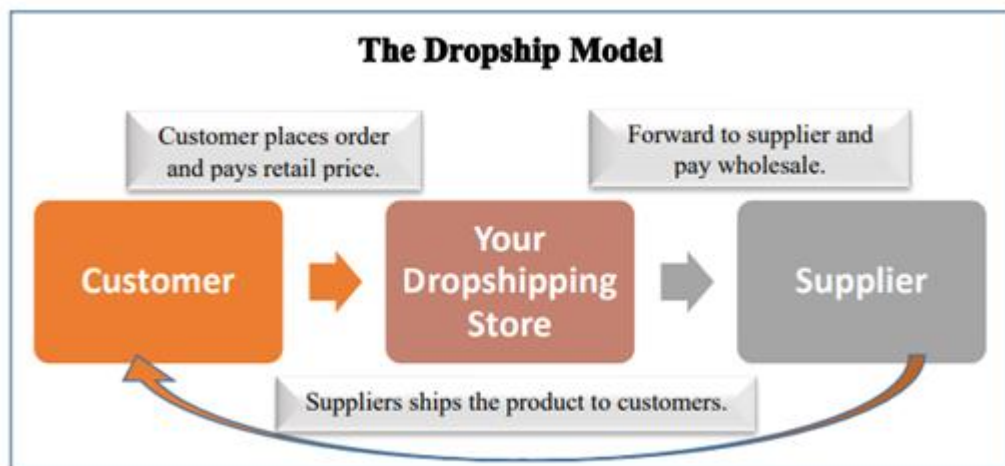 The Dropship Model
Customer places order
and pays retail price.
Forward to supplier and
pay wholesale.
Customer
Your
Dropshipping
Store
Supplier
Suppliers ships the product to customers.